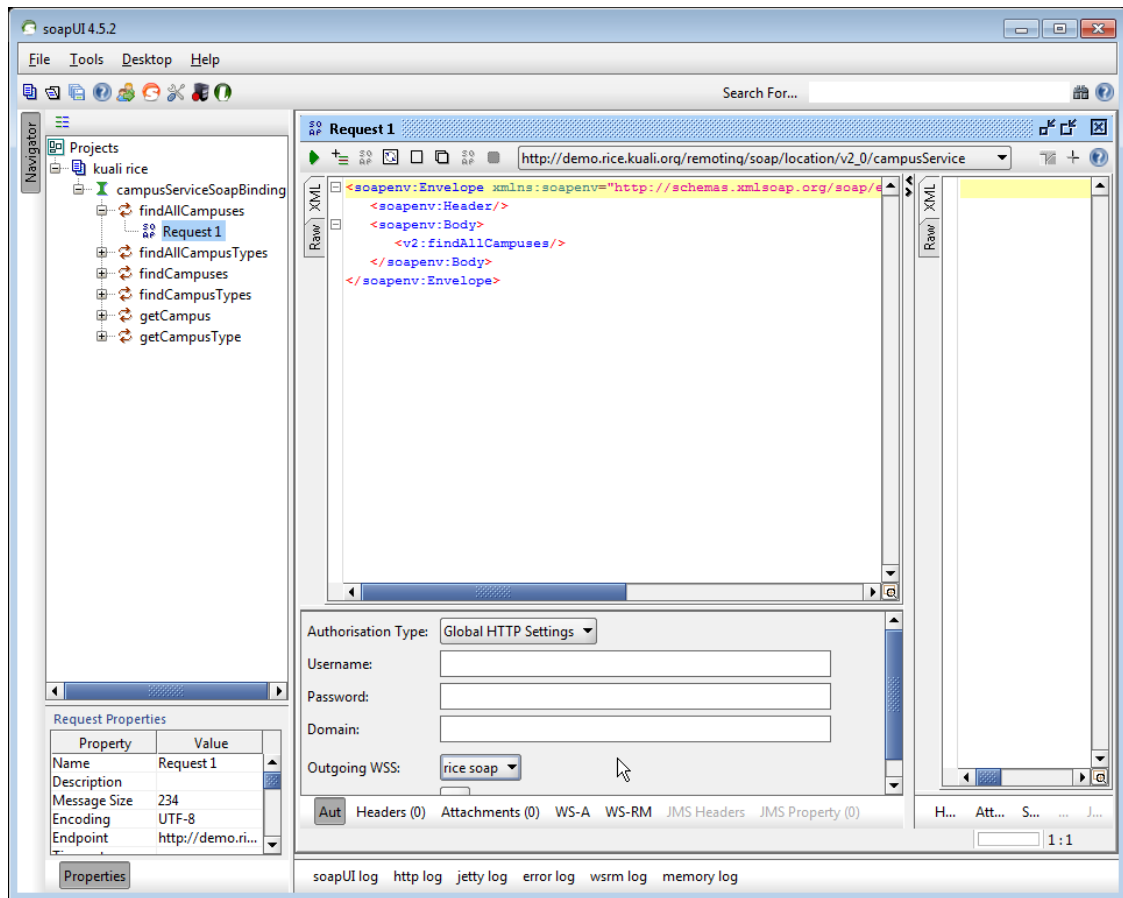 soapUI 4.5.2
File Tools Desktop Help
Search For...
Navigator
Projects
kuali rice
campusServiceSoapBinding
findAllCampuses
SO AP Request 1
findAllCampusTypes
findCampuses
findCampusTypes
getCampus
getCampusType
Request Properties
Property Value
Name Request 1
Description
Message Size 234
Encoding UTF-8
Endpoint http://demo.ri...
Properties
SO AP Request 1
http://demo.rice.kuali.org/remoting/soap/location/v2_0/campusService
XML
Raw
<soapenv:Envelope xmlns:soapenv="http://schemas.xmlsoap.org/soap/e
<soapenv:Header/>
<soapenv:Body>
<v2:findAllCampuses/>
</soapenv:Body>
</soapenv:Envelope>
XML
Raw
Authorisation Type: Global HTTP Settings
Username:
Password:
Domain:
Outgoing WSS: rice soap
Aut Headers (0) Attachments (0) WS-A WS-RM JMS Headers JMS Property (0)
H... Att... S... ... J...
1:1
soapUI log http log jetty log error log wsrm log memory log